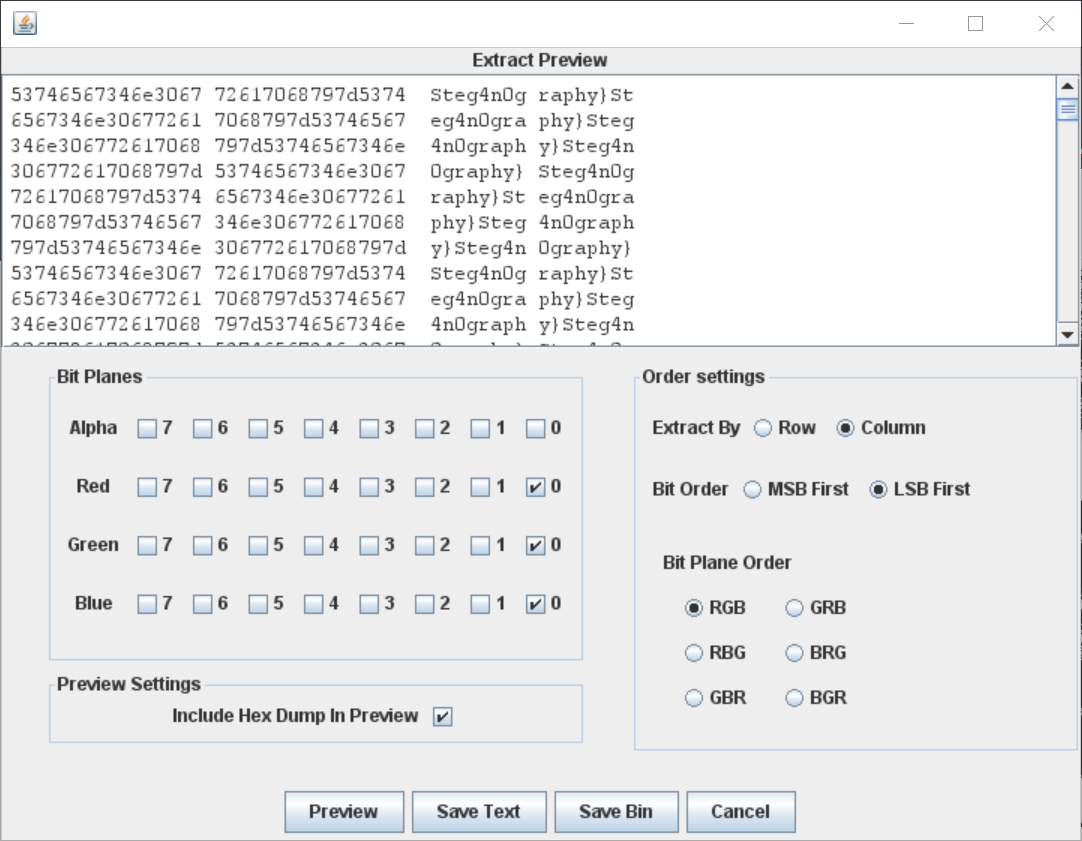 Extract Preview
53746567346e3067 72617068797d5374 Steg4n0g raphy}St
6567346e30677261 7068797d53746567 eg4n0gra phy}Steg
346e306772617068 797d53746567346e 4n0graph y}Steg4n
306772617068797d 53746567346e3067 0graphy} Steg4n0g
72617068797d5374 6567346e30677261 raphy}St eg4n0gra
7068797d53746567 346e306772617068 phy}Steg 4n0graph
797d53746567346e 306772617068797d y}Steg4n 0graphy}
53746567346e3067 72617068797d5374 Steg4n0g raphy}St
6567346e30677261 7068797d53746567 eg4n0gra phy}Steg
346e306772617068 797d53746567346e 4n0graph y}Steg4n
Bit Planes
Alpha 7 6 5 4 3 2 1 0
Red 7 6 5 4 3 2 1 0
Green 7 6 5 4 3 2 1 0
Blue 7 6 5 4 3 2 1 0
Preview Settings
Include Hex Dump In Preview
Order settings
Extract By Row Column
Bit Order MSB First LSB First
Bit Plane Order
RGB GRB
RBG BRG
GBR BGR
Preview Save Text Save Bin Cancel